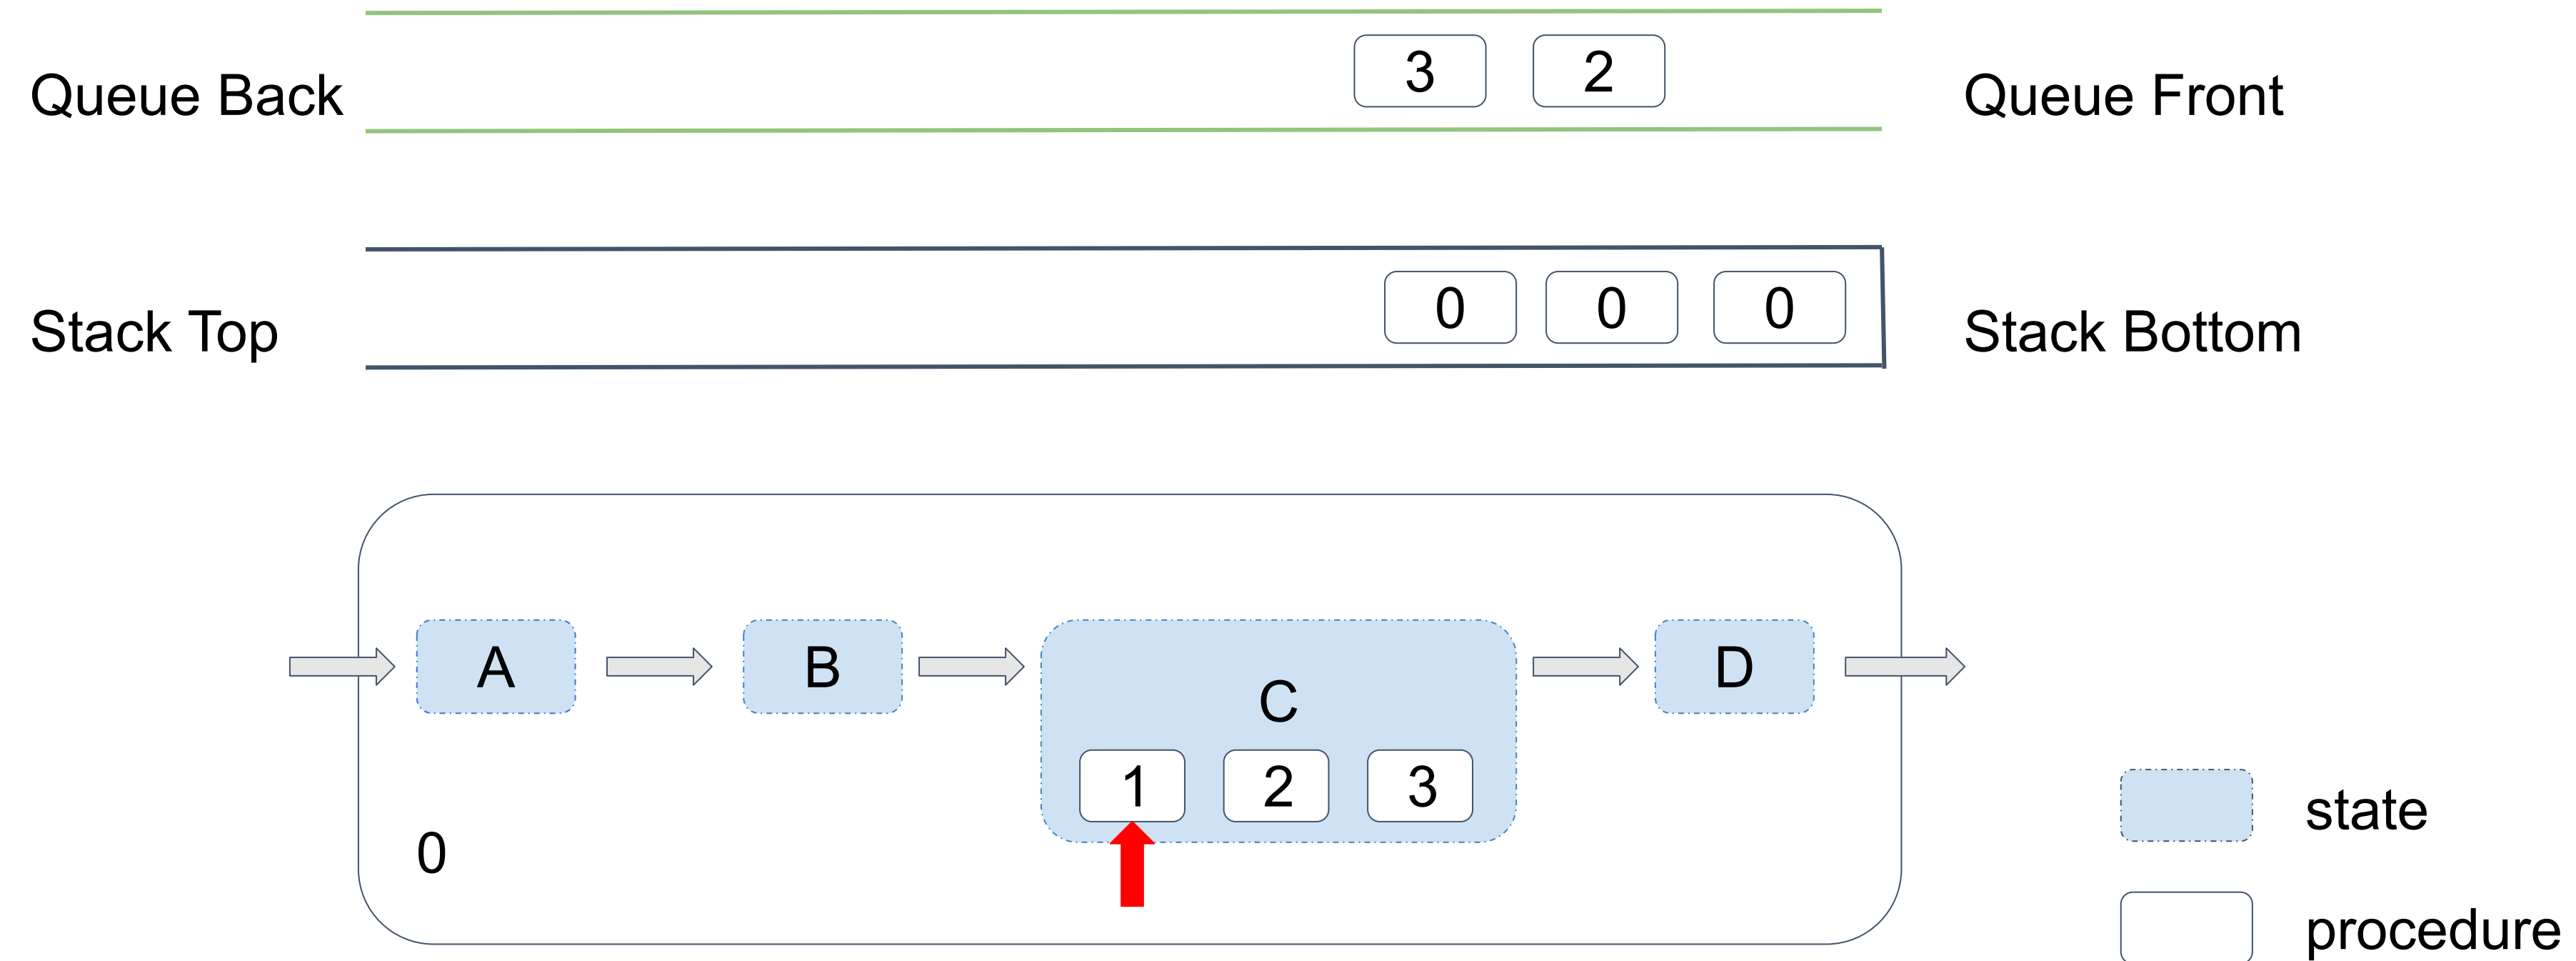 Queue Back
3
2
Queue Front
Stack Top
0
0
0
Stack Bottom
A
B
C
D
1
2
3
0
state
procedure